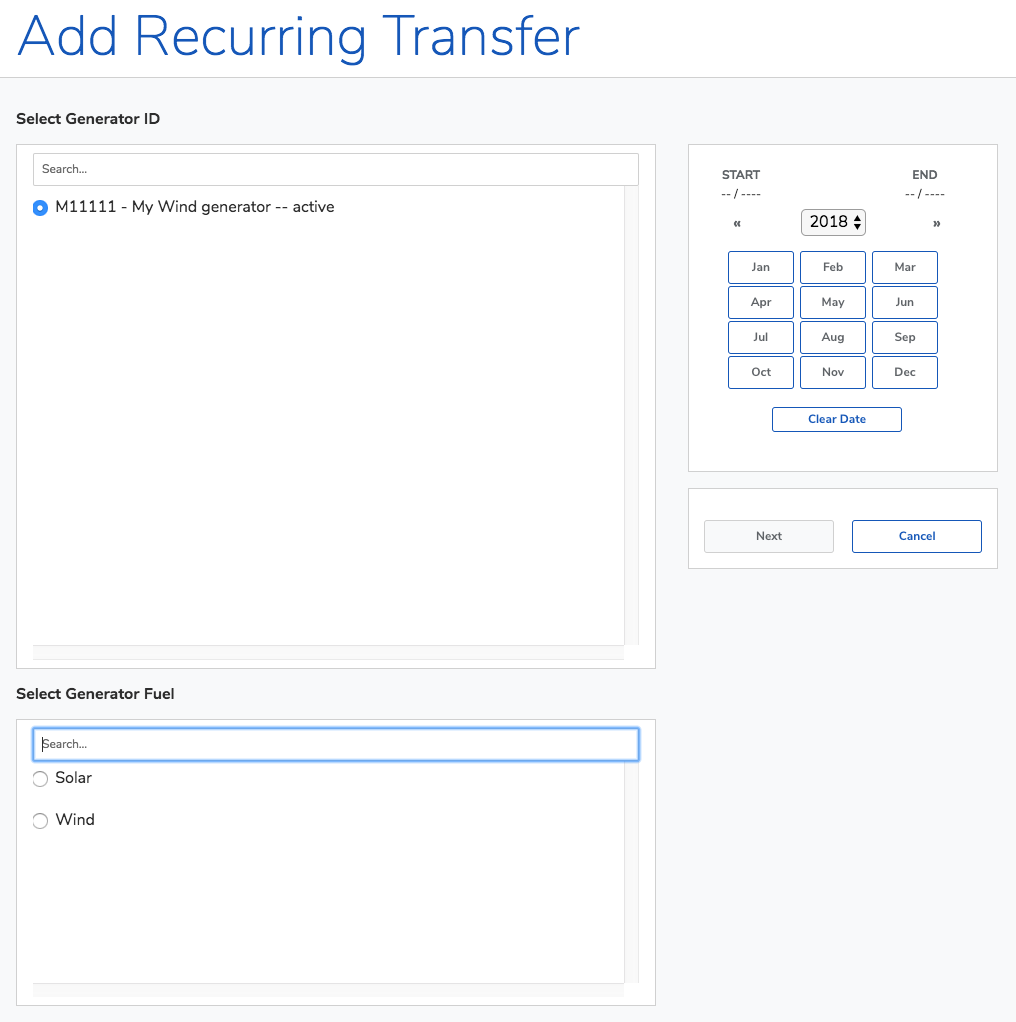 Add Recurring Transfer
Select Generator ID
Search...
M11111 - My Wind generator -- active
START END
-- / ---- -- / ----
« 2018 »
Jan Feb Mar
Apr May Jun
Jul Aug Sep
Oct Nov Dec
Clear Date
Next Cancel
Select Generator Fuel
Search...
Solar
Wind